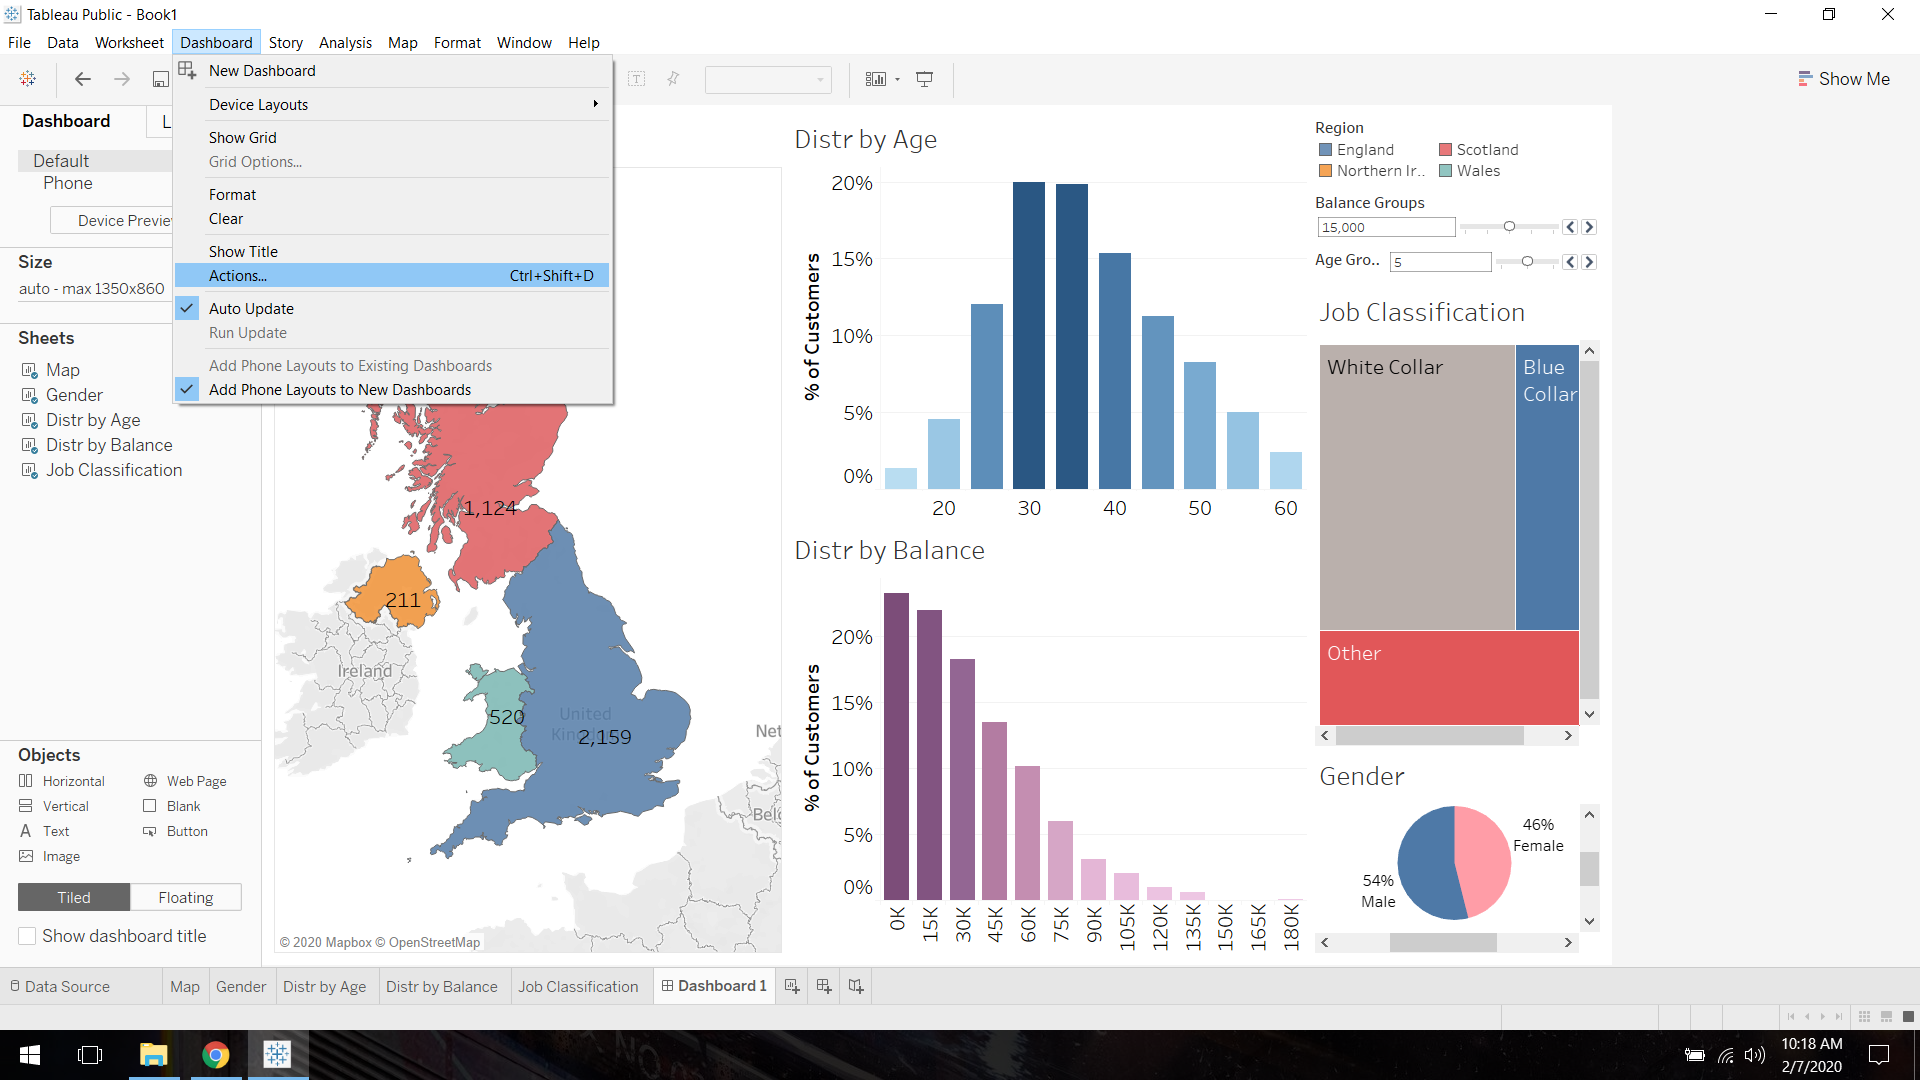 Tableau Public - Book1
File Data Worksheet Dashboard Story Analysis Map Format Window Help
Show Me
New Dashboard
Device Layouts
Show Grid
Grid Options...
Format
Clear
Show Title
Actions... Ctrl+Shift+D
Auto Update
Run Update
Add Phone Layouts to Existing Dashboards
Add Phone Layouts to New Dashboards
Dashboard L
Default
Phone
Device Previe
Size
auto - max 1350x860
Sheets
Map
Gender
Distr by Age
Distr by Balance
Job Classification
Objects
Horizontal Web Page
Vertical Blank
A Text Button
Image
Tiled Floating
Show dashboard title
1,124
211
Ireland
520
United
2,159
Net
Belg
© 2020 Mapbox © OpenStreetMap
Distr by Age
% of Customers
20%
15%
10%
5%
0%
20 30 40 50 60
Distr by Balance
% of Customers
20%
15%
10%
5%
0%
0K 15K 30K 45K 60K 75K 90K 105K 120K 135K 150K 165K 180K
Region
England Scotland
Northern Ir.. Wales
Balance Groups
15,000
Age Gro.. 5
Job Classification
White Collar
Blue
Collar
Other
Gender
46%
Female
54%
Male
Data Source Map Gender Distr by Age Distr by Balance Job Classification Dashboard 1
10:18 AM
2/7/2020